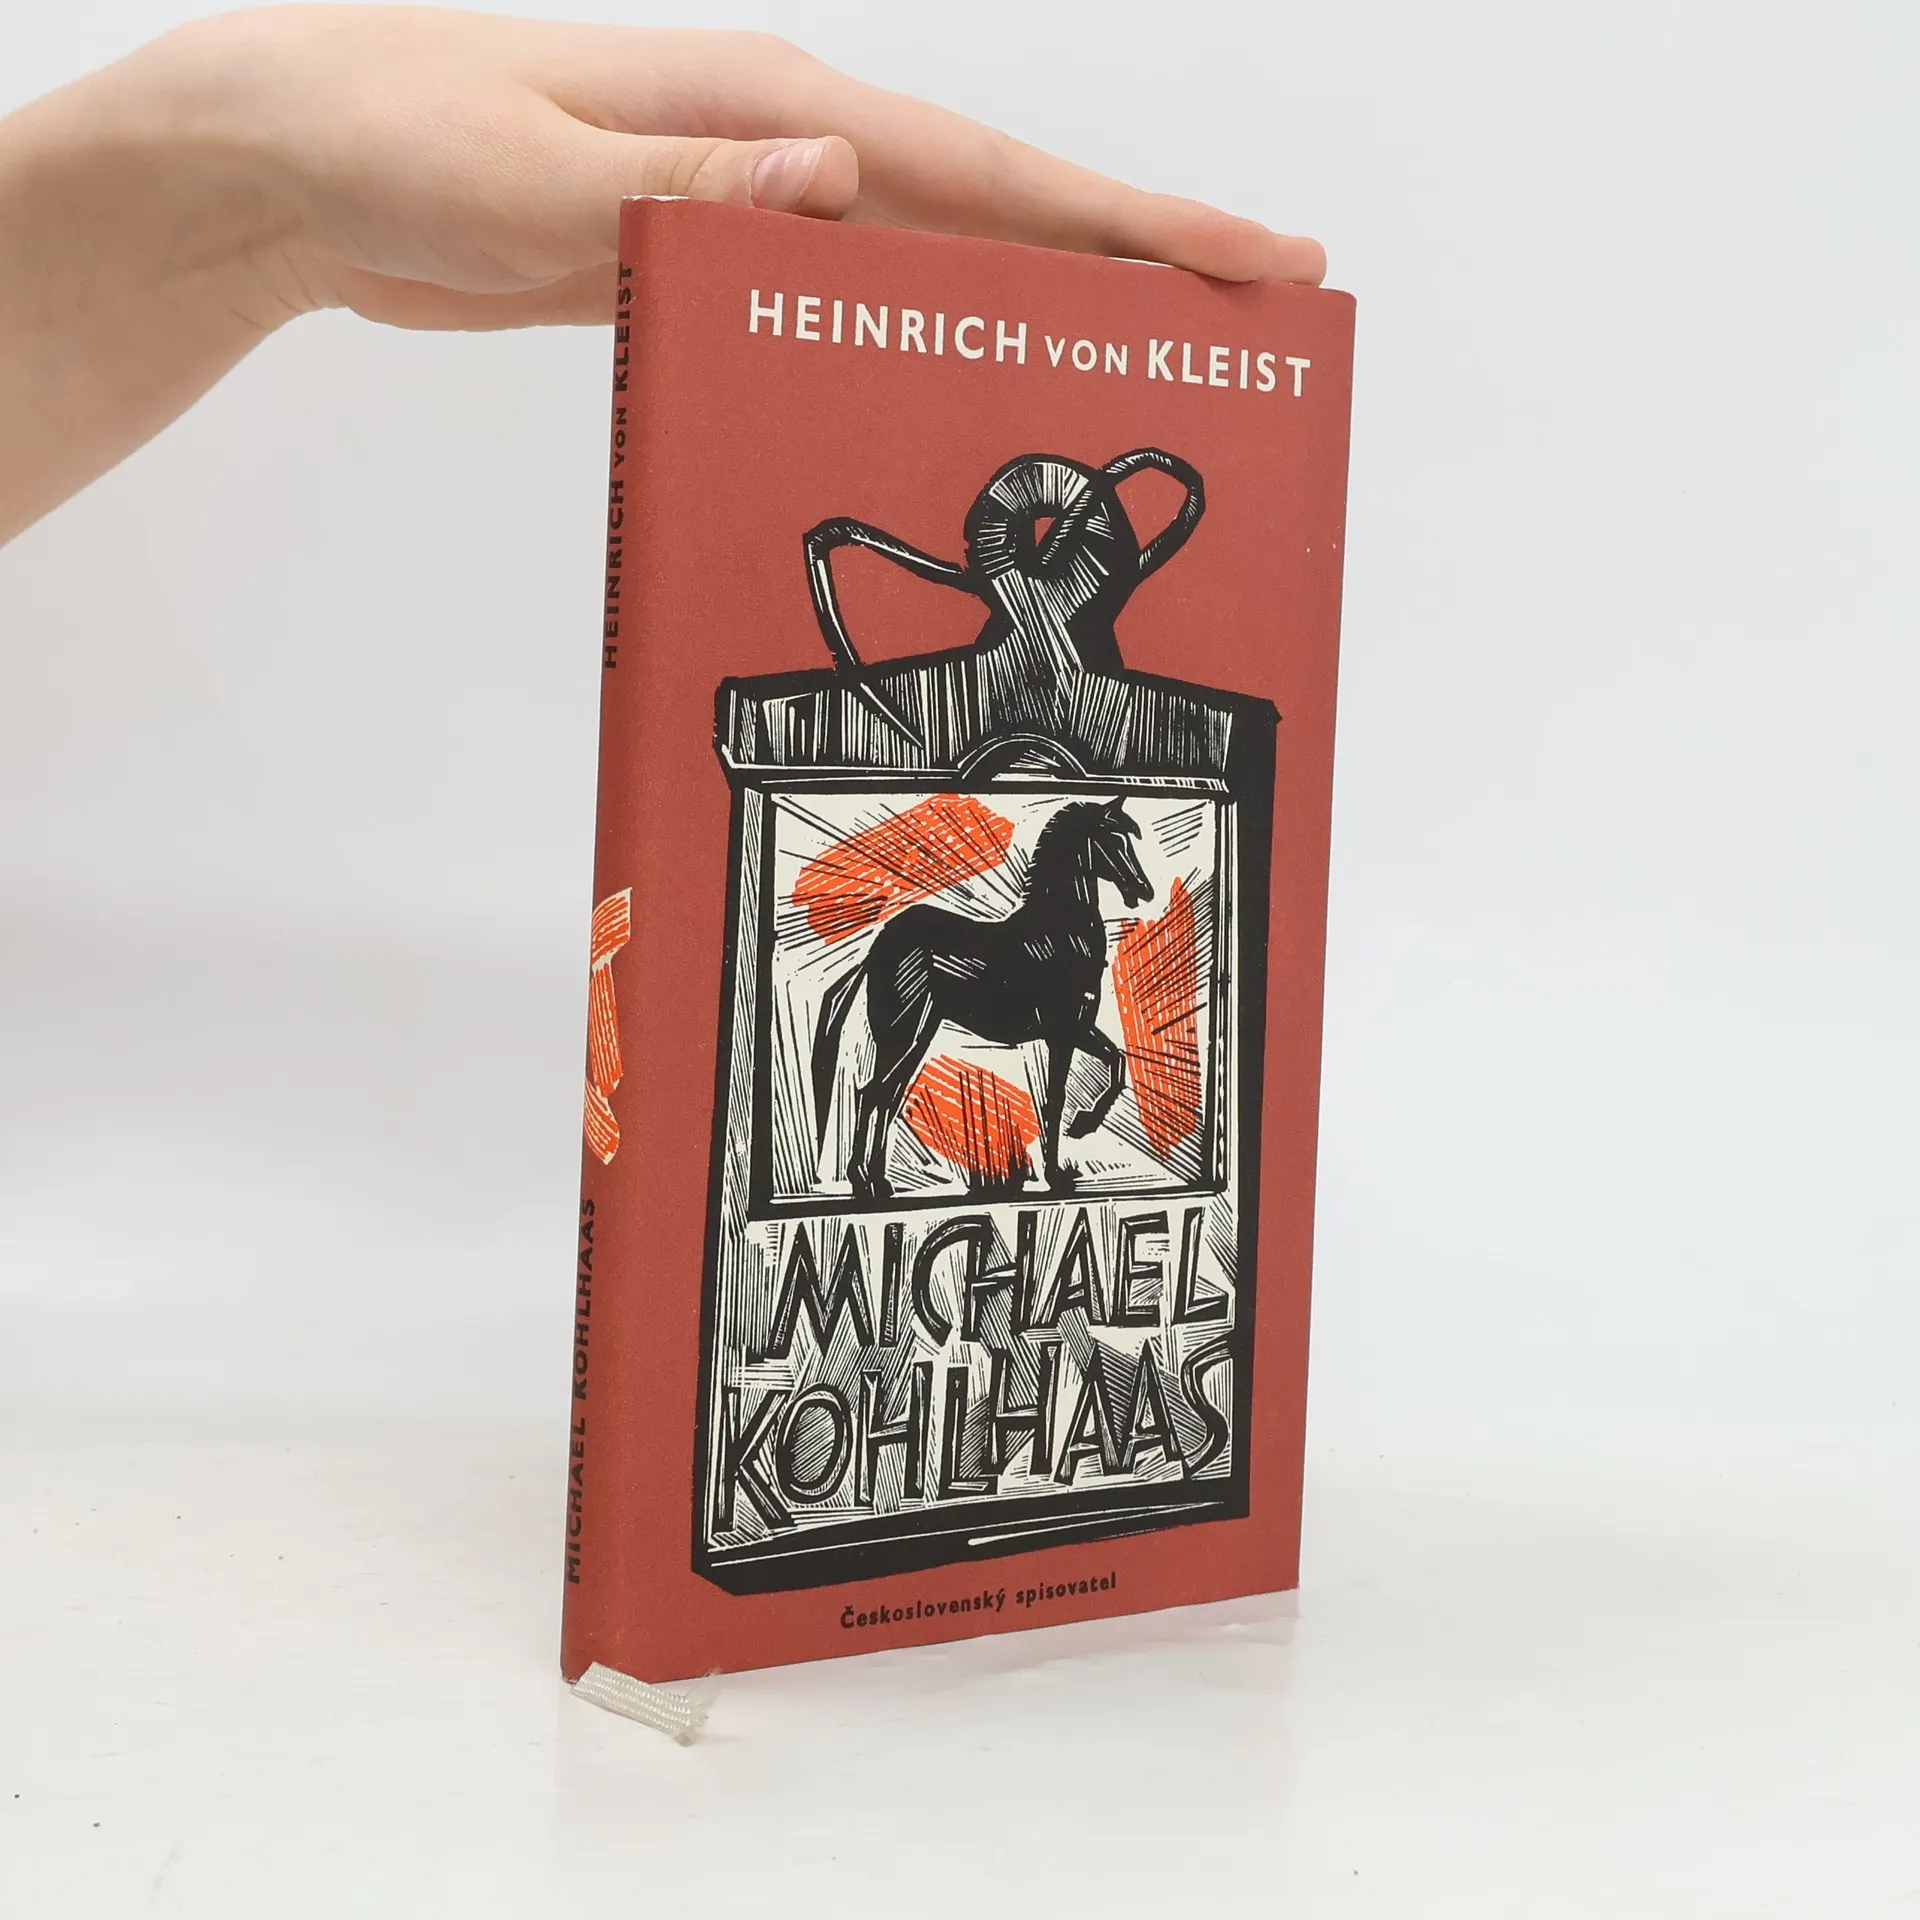 HEINRICH VON KLEIST
MICHAEL
KOHLHAAS
Československý spisovatel
MICHAEL KOHLHAAS
HEINRICH VON KLEIST